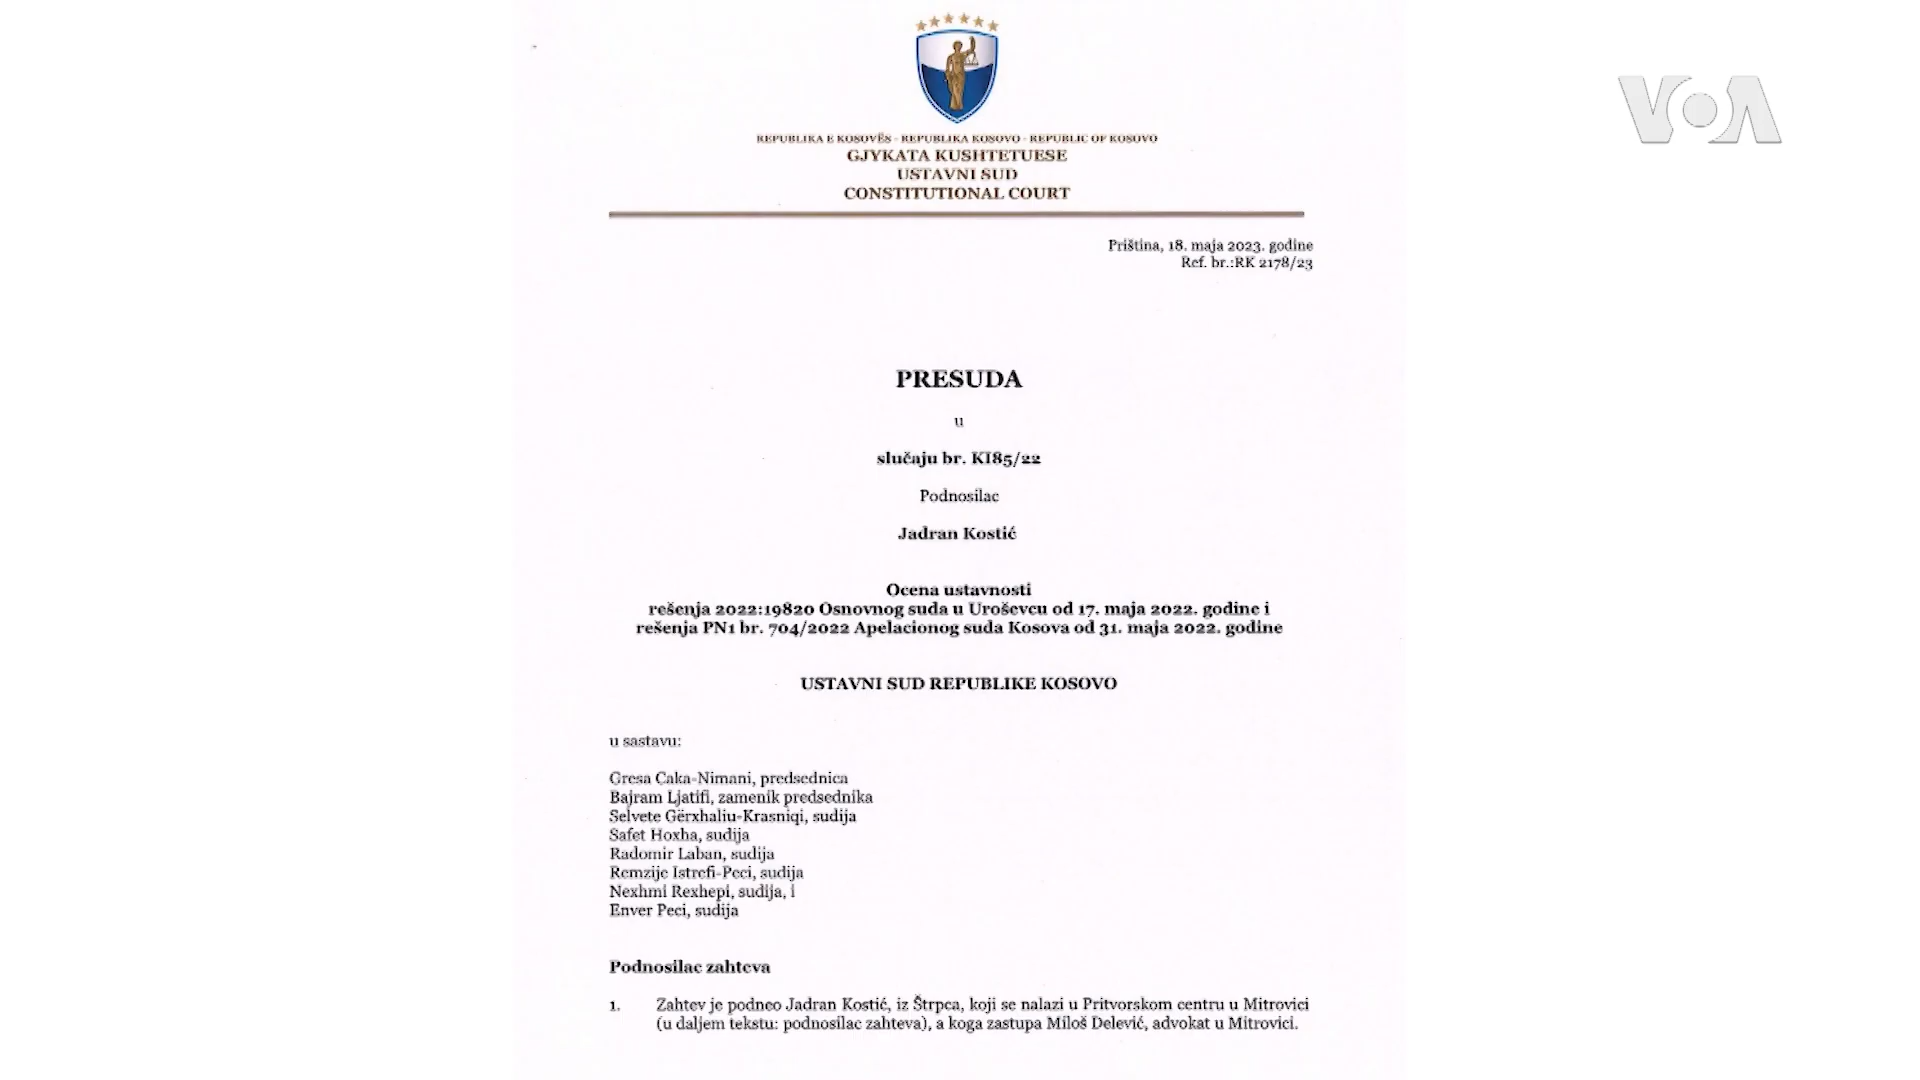 VOA
REPUBLIKA E KOSOVËS - REPUBLIKA KOSOVO - REPUBLIC OF KOSOVO
GJYKATA KUSHTETUESE
USTAVNI SUD
CONSTITUTIONAL COURT
Priština, 18. maja 2023. godine
Ref. br.:RK 2178/23
PRESUDA
u
slučaju br. KI85/22
Podnosilac
Jadran Kostić
Ocena ustavnosti
rešenja 2022:19820 Osnovnog suda u Uroševcu od 17. maja 2022. godine i
rešenja PN1 br. 704/2022 Apelacionog suda Kosova od 31. maja 2022. godine
USTAVNI SUD REPUBLIKE KOSOVO
u sastavu:
Gresa Caka-Nimani, predsednica
Bajram Ljatifi, zamenik predsednika
Selvete Gërxhaliu-Krasniqi, sudija
Safet Hoxha, sudija
Radomir Laban, sudija
Remzije Istrefi-Peci, sudija
Nexhmi Rexhepi, sudija, i
Enver Peci, sudija
Podnosilac zahteva
1. Zahtev je podneo Jadran Kostić, iz Štrpca, koji se nalazi u Pritvorskom centru u Mitrovici
(u daljem tekstu: podnosilac zahteva), a koga zastupa Miloš Delević, advokat u Mitrovici.